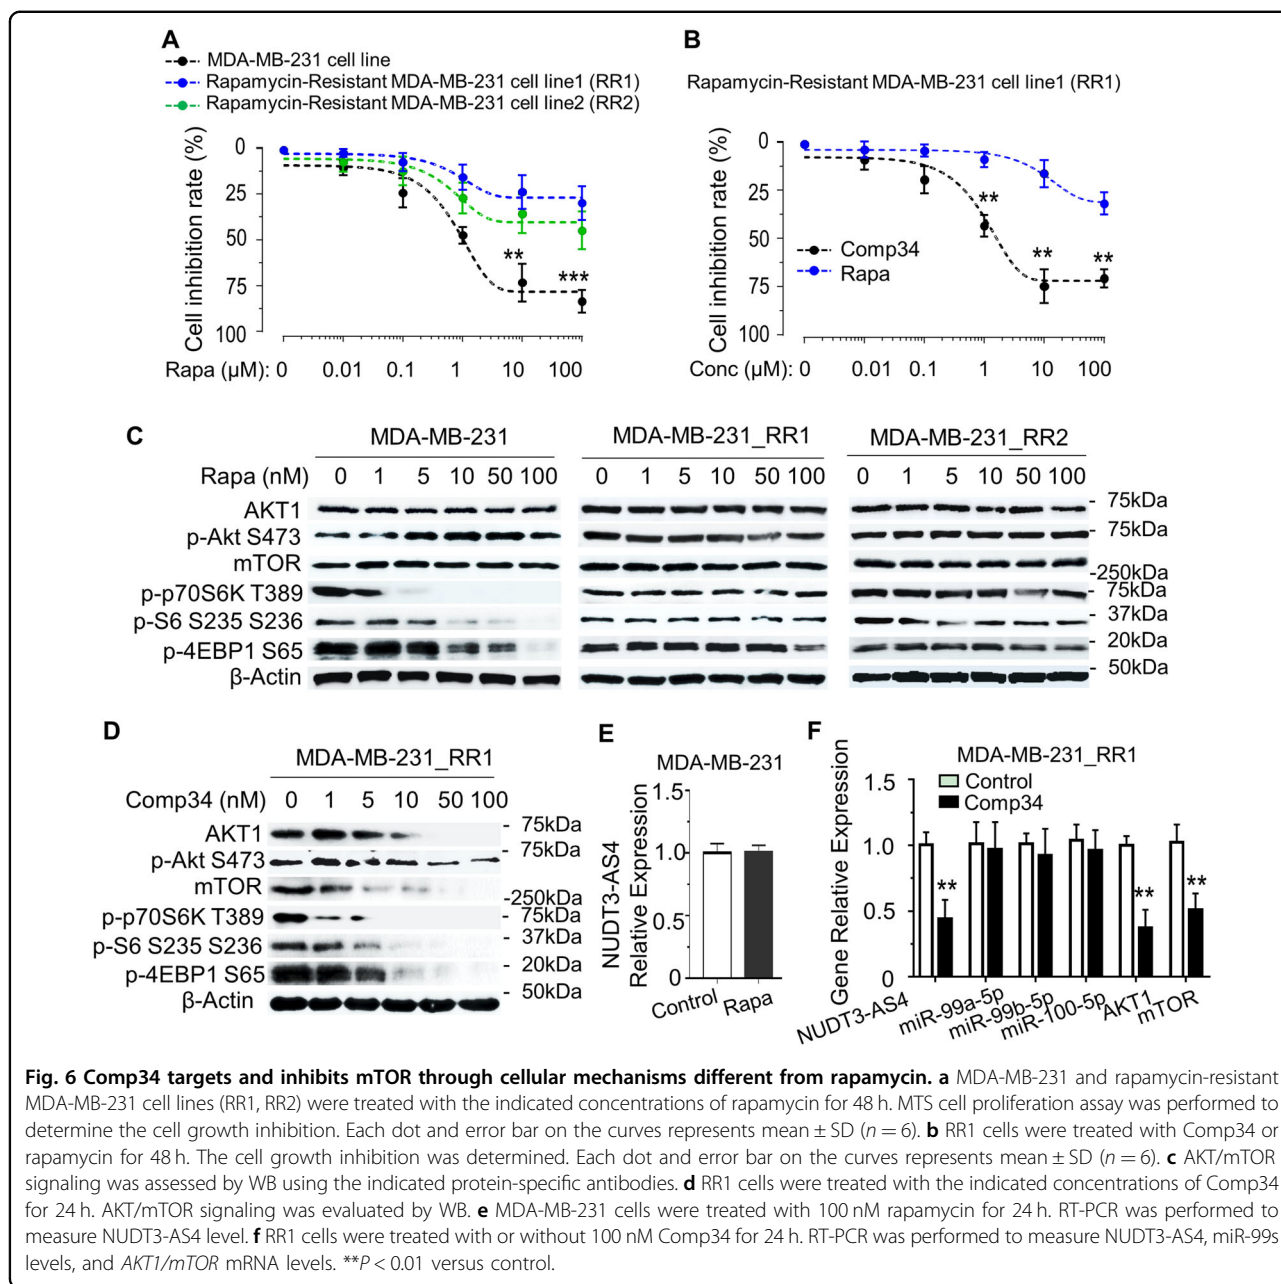 A
MDA-MB-231 cell line
Rapamycin-Resistant MDA-MB-231 cell line1 (RR1)
Rapamycin-Resistant MDA-MB-231 cell line2 (RR2)
Cell inhibition rate (%)
0
25
50
75
100
**
***
Rapa (µM): 0 0.01 0.1 1 10 100
B
Rapamycin-Resistant MDA-MB-231 cell line1 (RR1)
Cell inhibition rate (%)
0
25
50
75
100
**
**
**
Comp34
Rapa
Conc (µM): 0 0.01 0.1 1 10 100
C
MDA-MB-231 MDA-MB-231_RR1 MDA-MB-231_RR2
Rapa (nM) 0 1 5 10 50 100 0 1 5 10 50 100 0 1 5 10 50 100
AKT1 - 75kDa
p-Akt S473 - 75kDa
mTOR -250kDa
p-p70S6K T389 - 75kDa
p-S6 S235 S236 - 37kDa
p-4EBP1 S65 - 20kDa
β-Actin - 50kDa
D
MDA-MB-231_RR1
Comp34 (nM) 0 1 5 10 50 100
AKT1 - 75kDa
p-Akt S473 - 75kDa
mTOR -250kDa
p-p70S6K T389 - 75kDa
p-S6 S235 S236 - 37kDa
p-4EBP1 S65 - 20kDa
β-Actin - 50kDa
E
MDA-MB-231
NUDT3-AS4
Relative Expression
1.5
1.0
0.5
0
Control Rapa
F
MDA-MB-231_RR1
Gene Relative Expression
1.5
1.0
0.5
0
Control
Comp34
**
**
**
NUDT3-AS4 miR-99a-5p miR-99b-5p miR-100-5p AKT1 mTOR
Fig. 6 Comp34 targets and inhibits mTOR through cellular mechanisms different from rapamycin. a MDA-MB-231 and rapamycin-resistant
MDA-MB-231 cell lines (RR1, RR2) were treated with the indicated concentrations of rapamycin for 48 h. MTS cell proliferation assay was performed to
determine the cell growth inhibition. Each dot and error bar on the curves represents mean ± SD (n = 6). b RR1 cells were treated with Comp34 or
rapamycin for 48 h. The cell growth inhibition was determined. Each dot and error bar on the curves represents mean ± SD (n = 6). c AKT/mTOR
signaling was assessed by WB using the indicated protein-specific antibodies. d RR1 cells were treated with the indicated concentrations of Comp34
for 24 h. AKT/mTOR signaling was evaluated by WB. e MDA-MB-231 cells were treated with 100 nM rapamycin for 24 h. RT-PCR was performed to
measure NUDT3-AS4 level. f RR1 cells were treated with or without 100 nM Comp34 for 24 h. RT-PCR was performed to measure NUDT3-AS4, miR-99s
levels, and AKT1/mTOR mRNA levels. **P < 0.01 versus control.